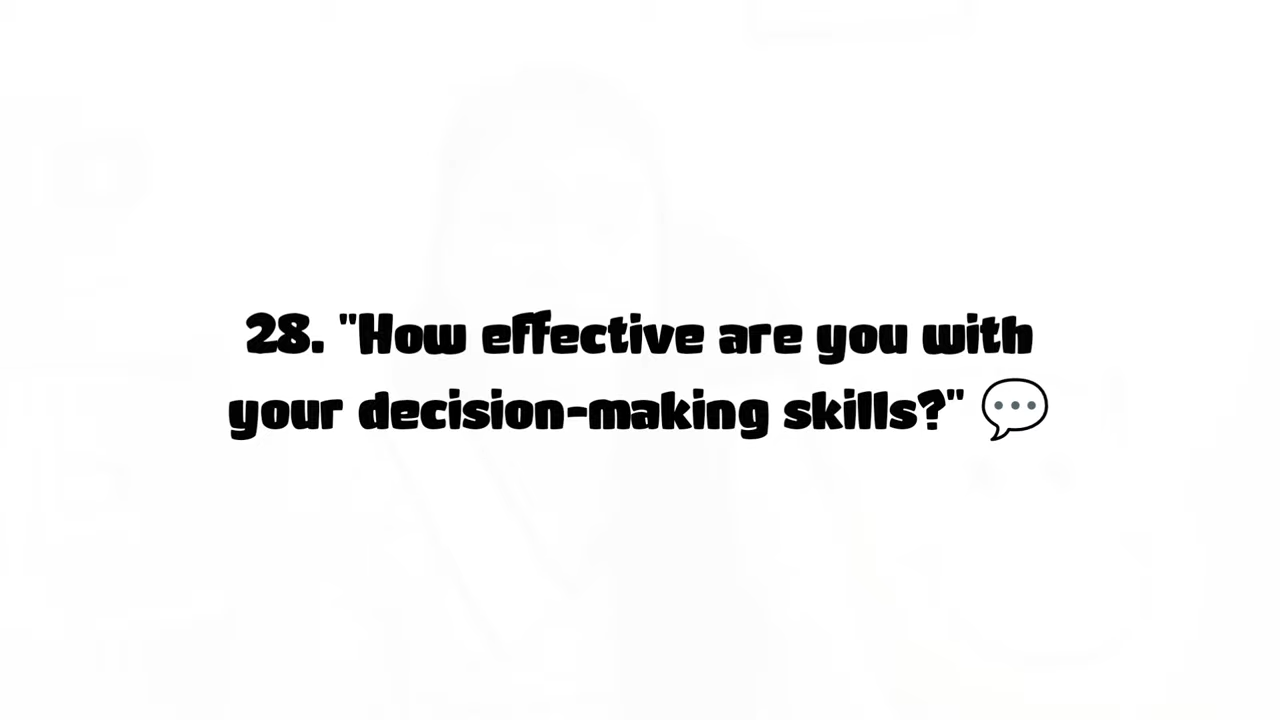 28. "How effective are you with
your decision-making skills?" 💬